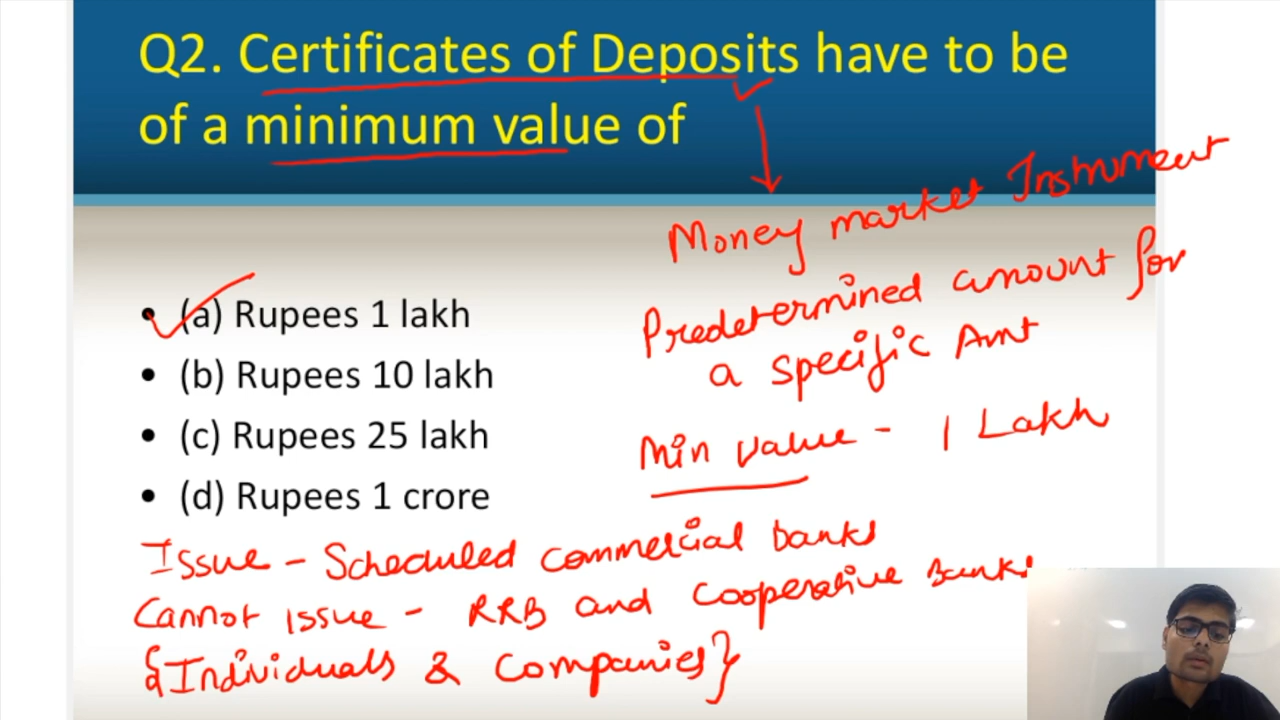 Q2. Certificates of Deposits have to be
of a minimum value of
Money market Instrument
• (a) Rupees 1 lakh
Predetermined amount for
a specific Amt
• (b) Rupees 10 lakh
• (c) Rupees 25 lakh
Min value - 1 Lakh
• (d) Rupees 1 crore
Issue - Scheduled commercial banks
Cannot issue - RRB and Cooperative Banks
{Individuals & Companies}